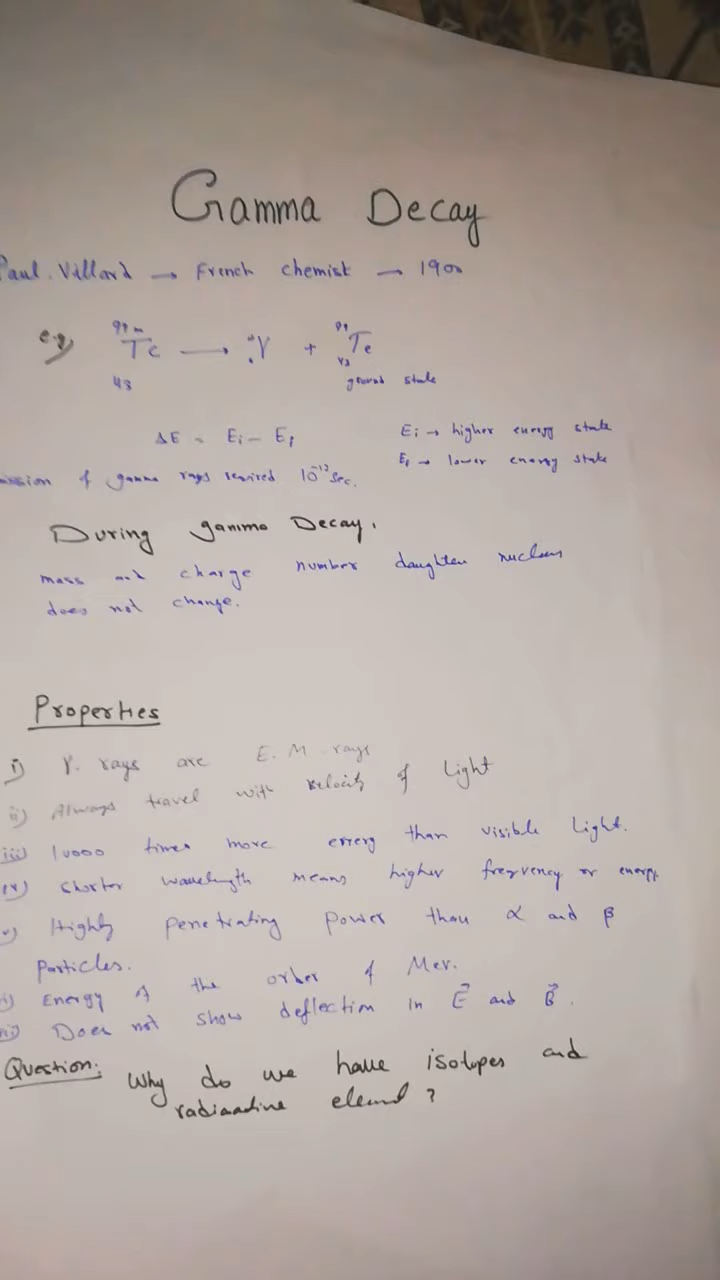 Gamma Decay
Paul. Villard → French chemist → 1900
e.g 99m Tc 43 → 0 γ 0 + 99 Tc 43
ground state
ΔE = Ei - Ef
Ei → higher energy state
Ef → lower energy state
of gamma rays required 10^-12 sec.
During gamma Decay.
mass and charge number daughter nucleus
does not change.
Properties
i) γ. rays are E.M rays
ii) Always travel with velocity of light
iii) 10000 times more energy than visible light.
iv) shorter wavelength means higher frequency or energy.
v) Highly penetrating power than α and β
particles.
vi) Energy of the order of Mev.
vii) Does not show deflection in E⃗ and B⃗.
Question: Why do we have isotopes and
element?